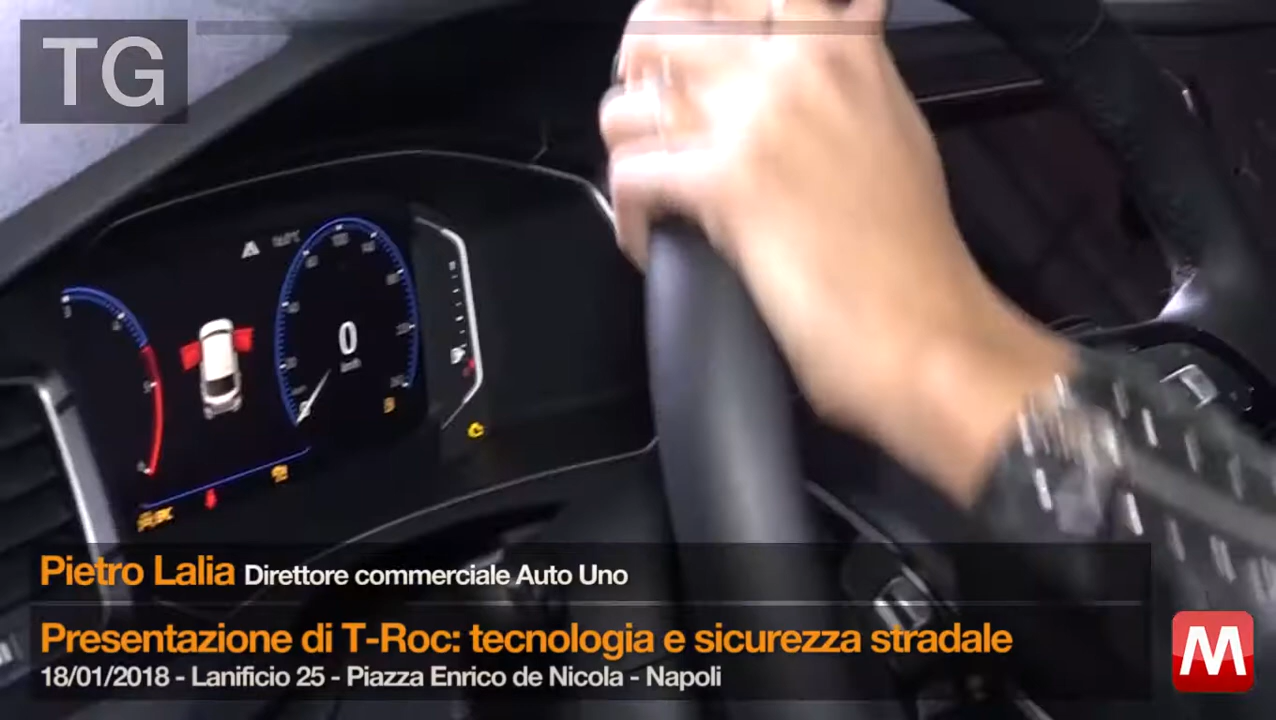 TG
0
km/h
Pietro Lalia Direttore commerciale Auto Uno
Presentazione di T-Roc: tecnologia e sicurezza stradale
18/01/2018 - Lanificio 25 - Piazza Enrico de Nicola - Napoli
M